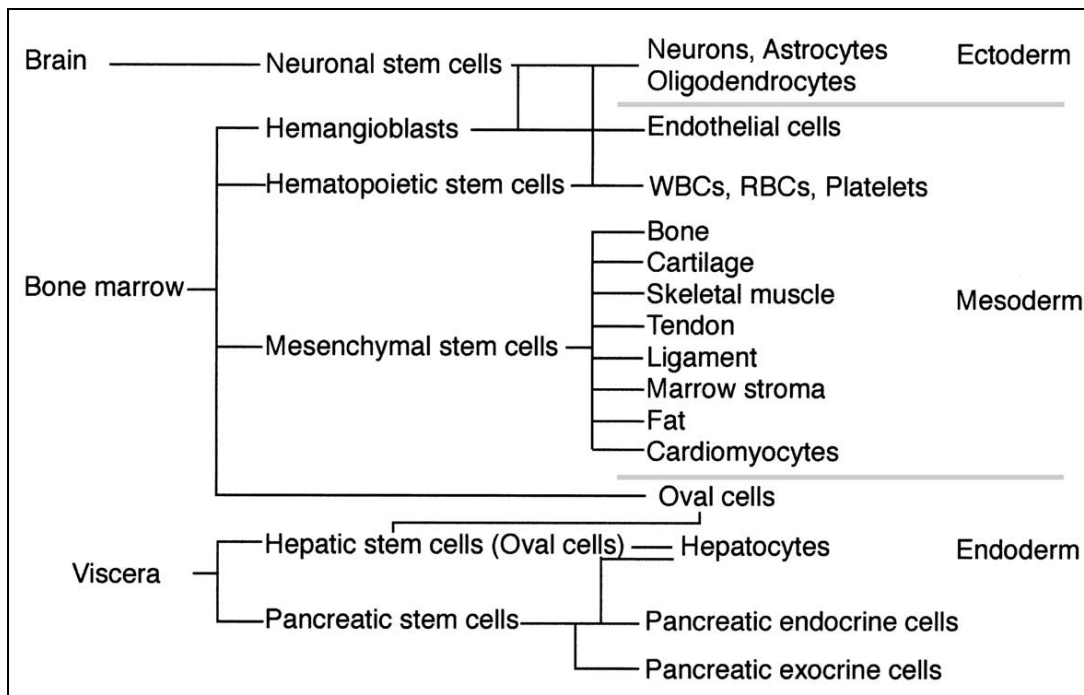 Brain
Neuronal stem cells
Neurons, Astrocytes
Oligodendrocytes
Ectoderm
Hemangioblasts
Endothelial cells
Hematopoietic stem cells
WBCs, RBCs, Platelets
Bone marrow
Mesenchymal stem cells
Bone
Cartilage
Skeletal muscle
Tendon
Ligament
Marrow stroma
Fat
Cardiomyocytes
Mesoderm
Oval cells
Viscera
Hepatic stem cells (Oval cells)
Hepatocytes
Endoderm
Pancreatic stem cells
Pancreatic endocrine cells
Pancreatic exocrine cells